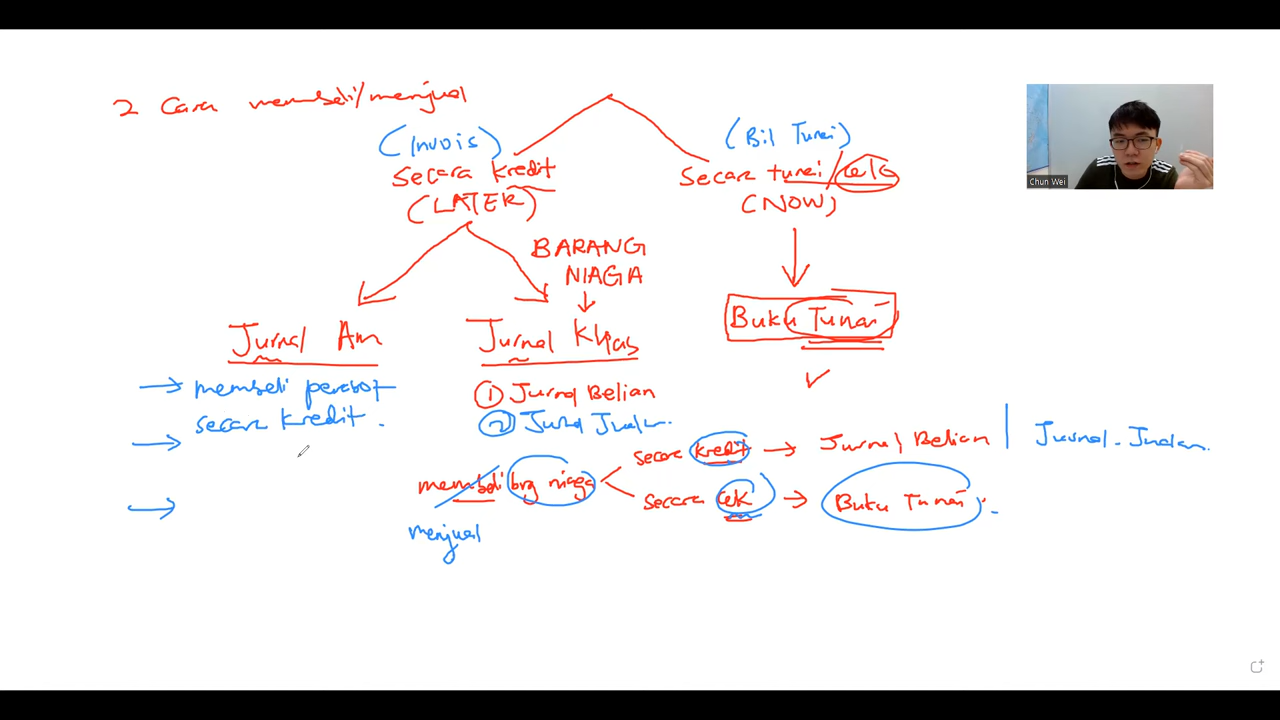 2 Cara membeli/menjual
(Invois)
Secara kredit
(LATER)
(Bil Tunai)
Secara tunai/cek
(NOW)
BARANG
NIAGA
Jurnal Am
Jurnal Khas
Buku Tunai
→ membeli perabot
secara kredit.
① Jurnal Belian
② Jurnal Jualan.
membeli brg niaga
menjual
secara kredit → Jurnal Belian | Jurnal Jualan.
secara cek → Buku Tunai.
Chun Wei